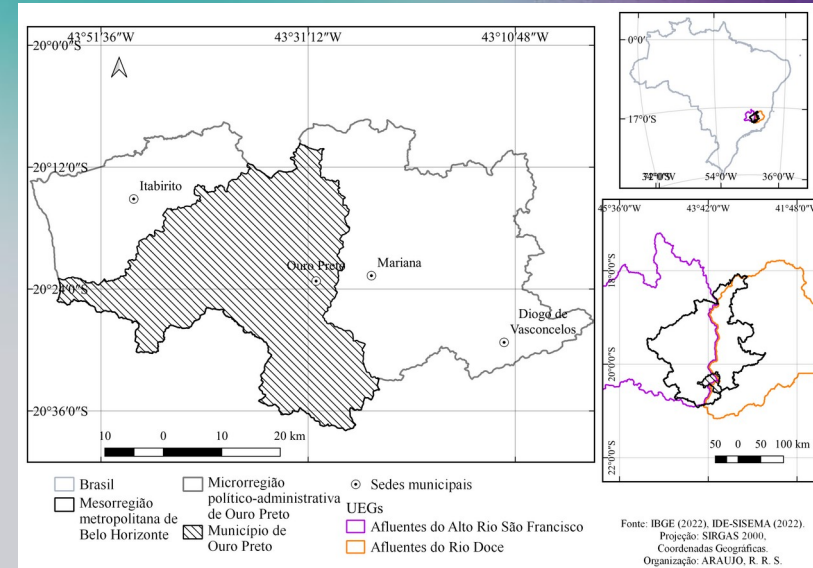 43°51'36"W
43°31'12"W
43°10'48"W
20°0'0"S
20°12'0"S
20°24'0"S
20°36'0"S
Itabirito
Ouro Preto
Mariana
Diogo de
Vasconcelos
10 0 10 20 km
0°0'
17°0'S
54°0'W
36°0'W
45°36'0"W
43°42'0"W
41°48'0"W
18°0'0"S
20°0'0"S
22°0'0"S
50 0 50 100 km
Brasil
Mesorregião
metropolitana de
Belo Horizonte
Microrregião
político-administrativa
de Ouro Preto
Município de
Ouro Preto
Sedes municipais
UEGs
Afluentes do Alto Rio São Francisco
Afluentes do Rio Doce
Fonte: IBGE (2022), IDE-SISEMA (2022).
Projeção: SIRGAS 2000,
Coordenadas Geográficas.
Organização: ARAUJO, R. R. S.